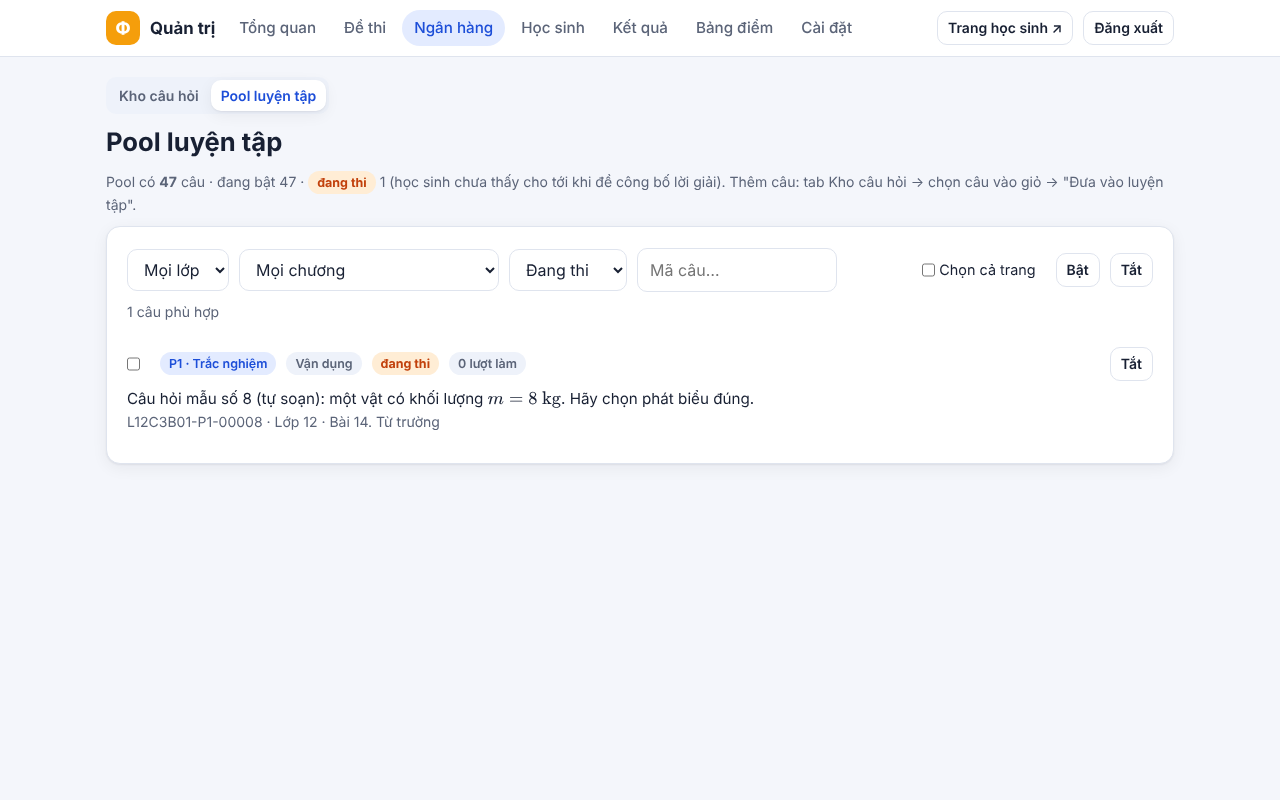 Φ Quản trị Tổng quan Đề thi Ngân hàng Học sinh Kết quả Bảng điểm Cài đặt Trang học sinh ↗ Đăng xuất
Kho câu hỏi Pool luyện tập
Pool luyện tập
Pool có 47 câu · đang bật 47 · đang thi 1 (học sinh chưa thấy cho tới khi đề công bố lời giải). Thêm câu: tab Kho câu hỏi → chọn câu vào giỏ → "Đưa vào luyện
tập".
Mọi lớp Mọi chương Đang thi Mã câu... Chọn cả trang Bật Tắt
1 câu phù hợp
P1 · Trắc nghiệm Vận dụng đang thi 0 lượt làm Tắt
Câu hỏi mẫu số 8 (tự soạn): một vật có khối lượng m = 8 kg. Hãy chọn phát biểu đúng.
L12C3B01-P1-00008 · Lớp 12 · Bài 14. Từ trường